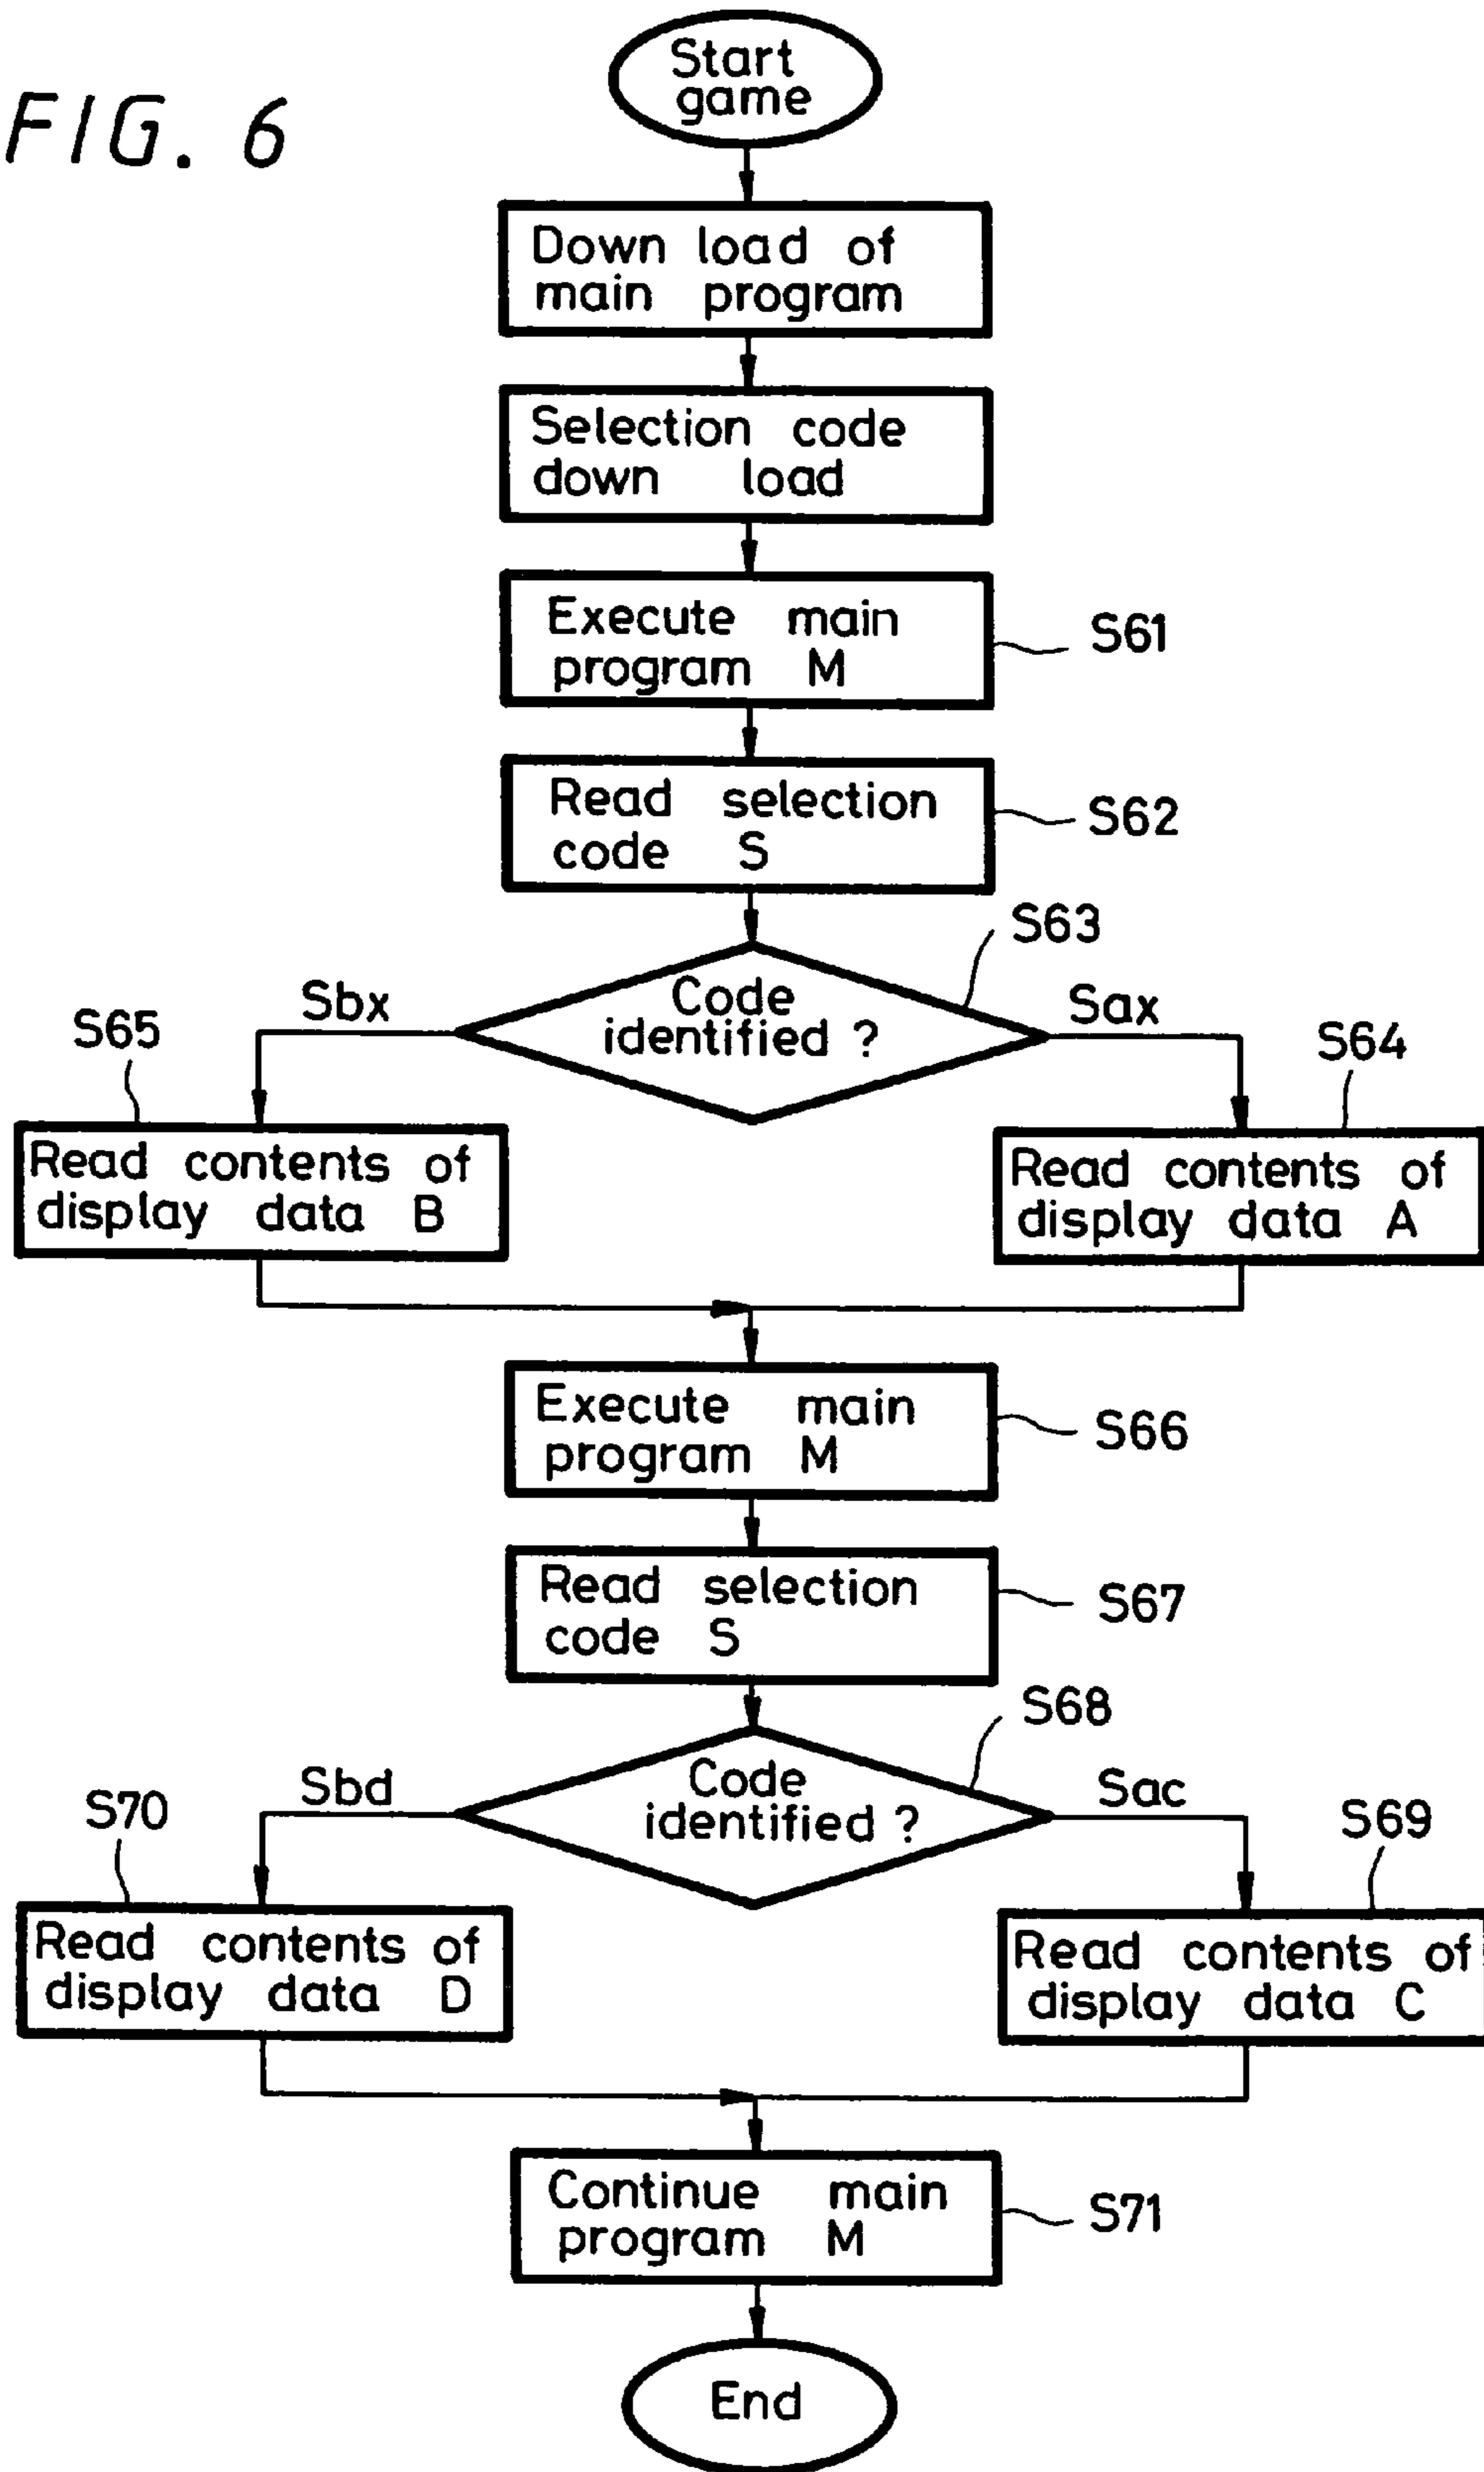 FIG. 6
Start
game
Down load of
main program
Selection code
down load
Execute main
program M
S61
Read selection
code S
S62
S63
Code
identified ?
Sbx
Sax
S65
S64
Read contents of
display data B
Read contents of
display data A
Execute main
program M
S66
Read selection
code S
S67
S68
Code
identified ?
Sbd
Sac
S70
S69
Read contents of
display data D
Read contents of
display data C
Continue main
program M
S71
End